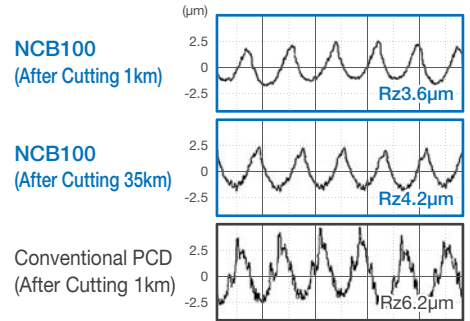 (μm)
NCB100
(After Cutting 1km)
2.5
0
-2.5
Rz3.6μm
NCB100
(After Cutting 35km)
2.5
0
-2.5
Rz4.2μm
Conventional PCD
(After Cutting 1km)
2.5
0
-2.5
Rz6.2μm